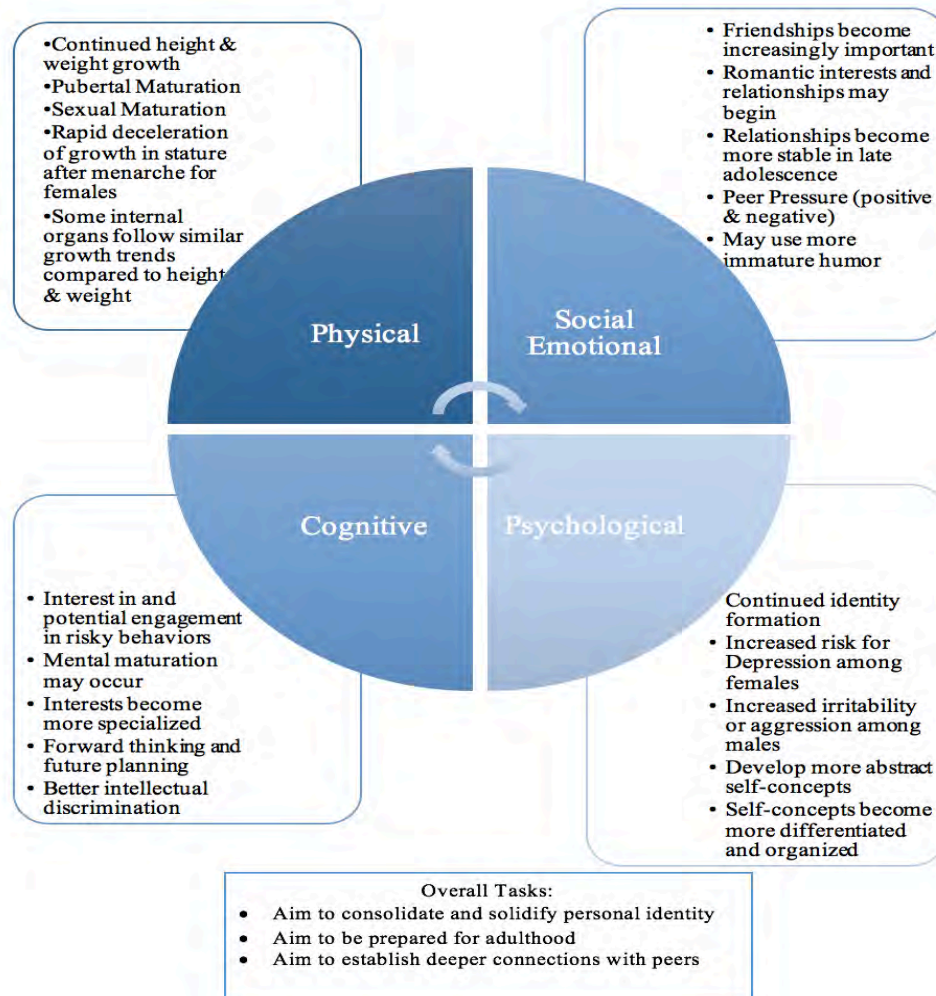 •Continued height &
weight growth
•Pubertal Maturation
•Sexual Maturation
•Rapid deceleration
of growth in stature
after menarche for
females
•Some internal
organs follow similar
growth trends
compared to height
& weight
• Friendships become
increasingly important
• Romantic interests and
relationships may
begin
• Relationships become
more stable in late
adolescence
• Peer Pressure (positive
& negative)
• May use more
immature humor
Physical
Social
Emotional
Cognitive
Psychological
• Interest in and
potential engagement
in risky behaviors
• Mental maturation
may occur
• Interests become
more specialized
• Forward thinking and
future planning
• Better intellectual
discrimination
Continued identity
formation
• Increased risk for
Depression among
females
• Increased irritability
or aggression among
males
• Develop more abstract
self-concepts
• Self-concepts become
more differentiated
and organized
Overall Tasks:
• Aim to consolidate and solidify personal identity
• Aim to be prepared for adulthood
• Aim to establish deeper connections with peers